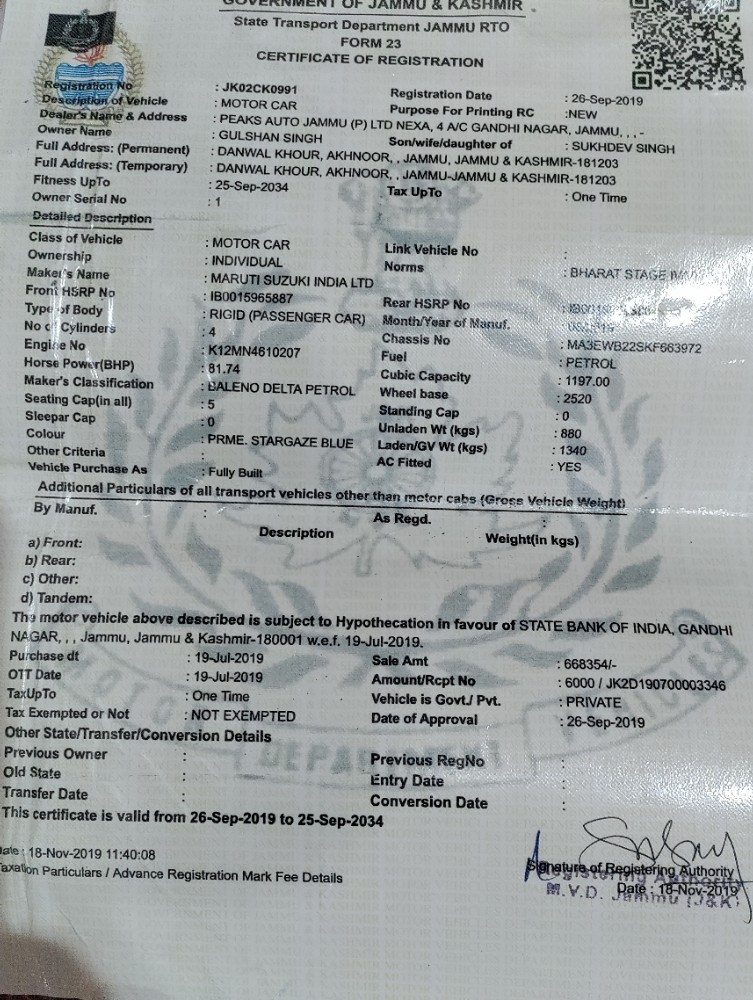 GOVERNMENT OF JAMMU & KASHMIR
State Transport Department JAMMU RTO
FORM 23
CERTIFICATE OF REGISTRATION
Registration No : JK02CK0991 Registration Date : 26-Sep-2019
Description of Vehicle : MOTOR CAR Purpose For Printing RC :NEW
Dealer's Name & Address : PEAKS AUTO JAMMU (P) LTD NEXA, 4 A/C GANDHI NAGAR, JAMMU, , , -
Owner Name : GULSHAN SINGH Son/wife/daughter of : SUKHDEV SINGH
Full Address: (Permanent) : DANWAL KHOUR, AKHNOOR, , JAMMU, JAMMU & KASHMIR-181203
Full Address: (Temporary) : DANWAL KHOUR, AKHNOOR, , JAMMU-JAMMU & KASHMIR-181203
Fitness UpTo : 25-Sep-2034 Tax UpTo : One Time
Owner Serial No : 1
Detailed Description
Class of Vehicle : MOTOR CAR Link Vehicle No :
Ownership : INDIVIDUAL Norms : BHARAT STAGE
Maker's Name : MARUTI SUZUKI INDIA LTD
Front HSRP No : IB0015965887 Rear HSRP No :
Type of Body : RIGID (PASSENGER CAR) Month/Year of Manuf. :
No of Cylinders : 4 Chassis No : MA3EWB22SKF663972
Engine No : K12MN4610207 Fuel : PETROL
Horse Power(BHP) : 81.74 Cubic Capacity : 1197.00
Maker's Classification : BALENO DELTA PETROL Wheel base : 2520
Seating Cap(in all) : 5 Standing Cap : 0
Sleepar Cap : 0 Unladen Wt (kgs) : 880
Colour : PRME. STARGAZE BLUE Laden/GV Wt (kgs) : 1340
Other Criteria : AC Fitted : YES
Vehicle Purchase As : Fully Built
Additional Particulars of all transport vehicles other than motor cabs (Gross Vehicle Weight)
By Manuf. : As Regd. :
Description Weight(in kgs)
a) Front:
b) Rear:
c) Other:
d) Tandem:
The motor vehicle above described is subject to Hypothecation in favour of STATE BANK OF INDIA, GANDHI
NAGAR, , , Jammu, Jammu & Kashmir-180001 w.e.f. 19-Jul-2019.
Purchase dt : 19-Jul-2019 Sale Amt : 668354/-
OTT Date : 19-Jul-2019 Amount/Rcpt No : 6000 / JK2D190700003346
TaxUpTo : One Time Vehicle is Govt./ Pvt. : PRIVATE
Tax Exempted or Not : NOT EXEMPTED Date of Approval : 26-Sep-2019
Other State/Transfer/Conversion Details
Previous Owner : Previous RegNo :
Old State : Entry Date :
Transfer Date : Conversion Date :
This certificate is valid from 26-Sep-2019 to 25-Sep-2034
ate : 18-Nov-2019 11:40:08
axation Particulars / Advance Registration Mark Fee Details
Signature of Registering Authority
Registering Authority
Date : 18-Nov-2019
M.V.D. Jammu (J&K)
DEPARTMENT